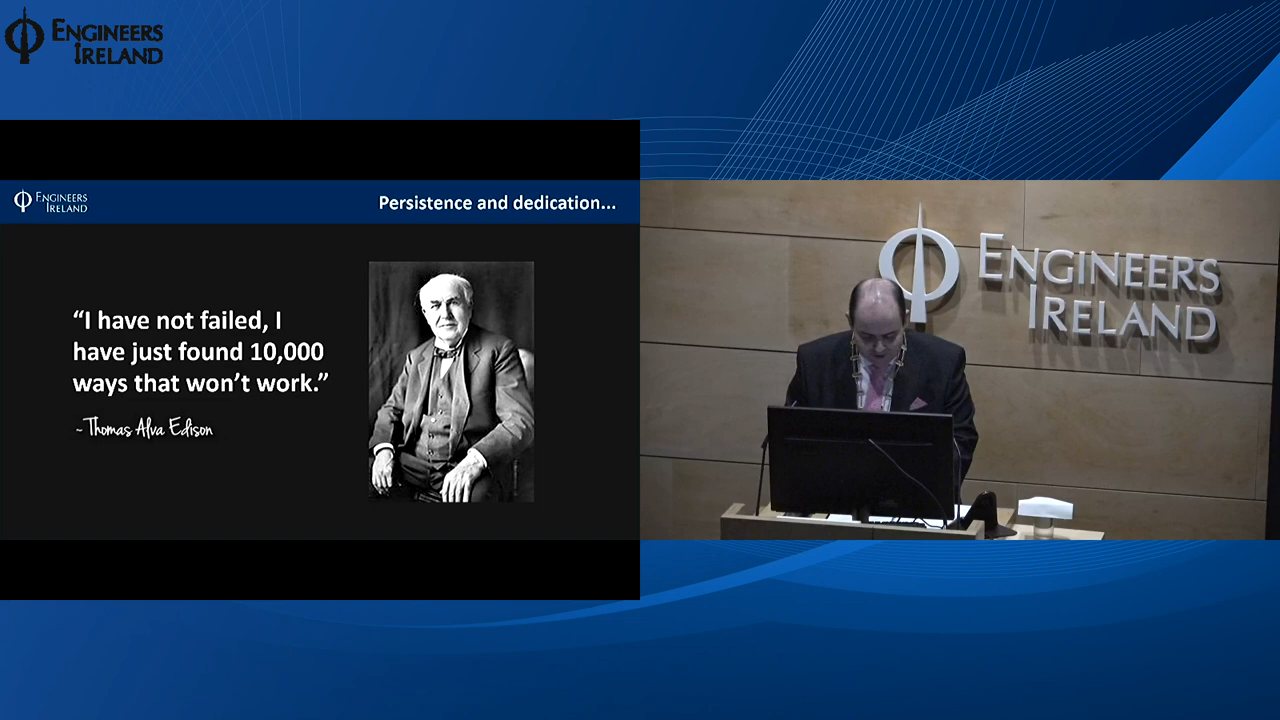 ENGINEERS
IRELAND
ENGINEERS
IRELAND
Persistence and dedication...
“I have not failed, I
have just found 10,000
ways that won’t work.”
~ Thomas Alva Edison
ENGINEERS
IRELAND